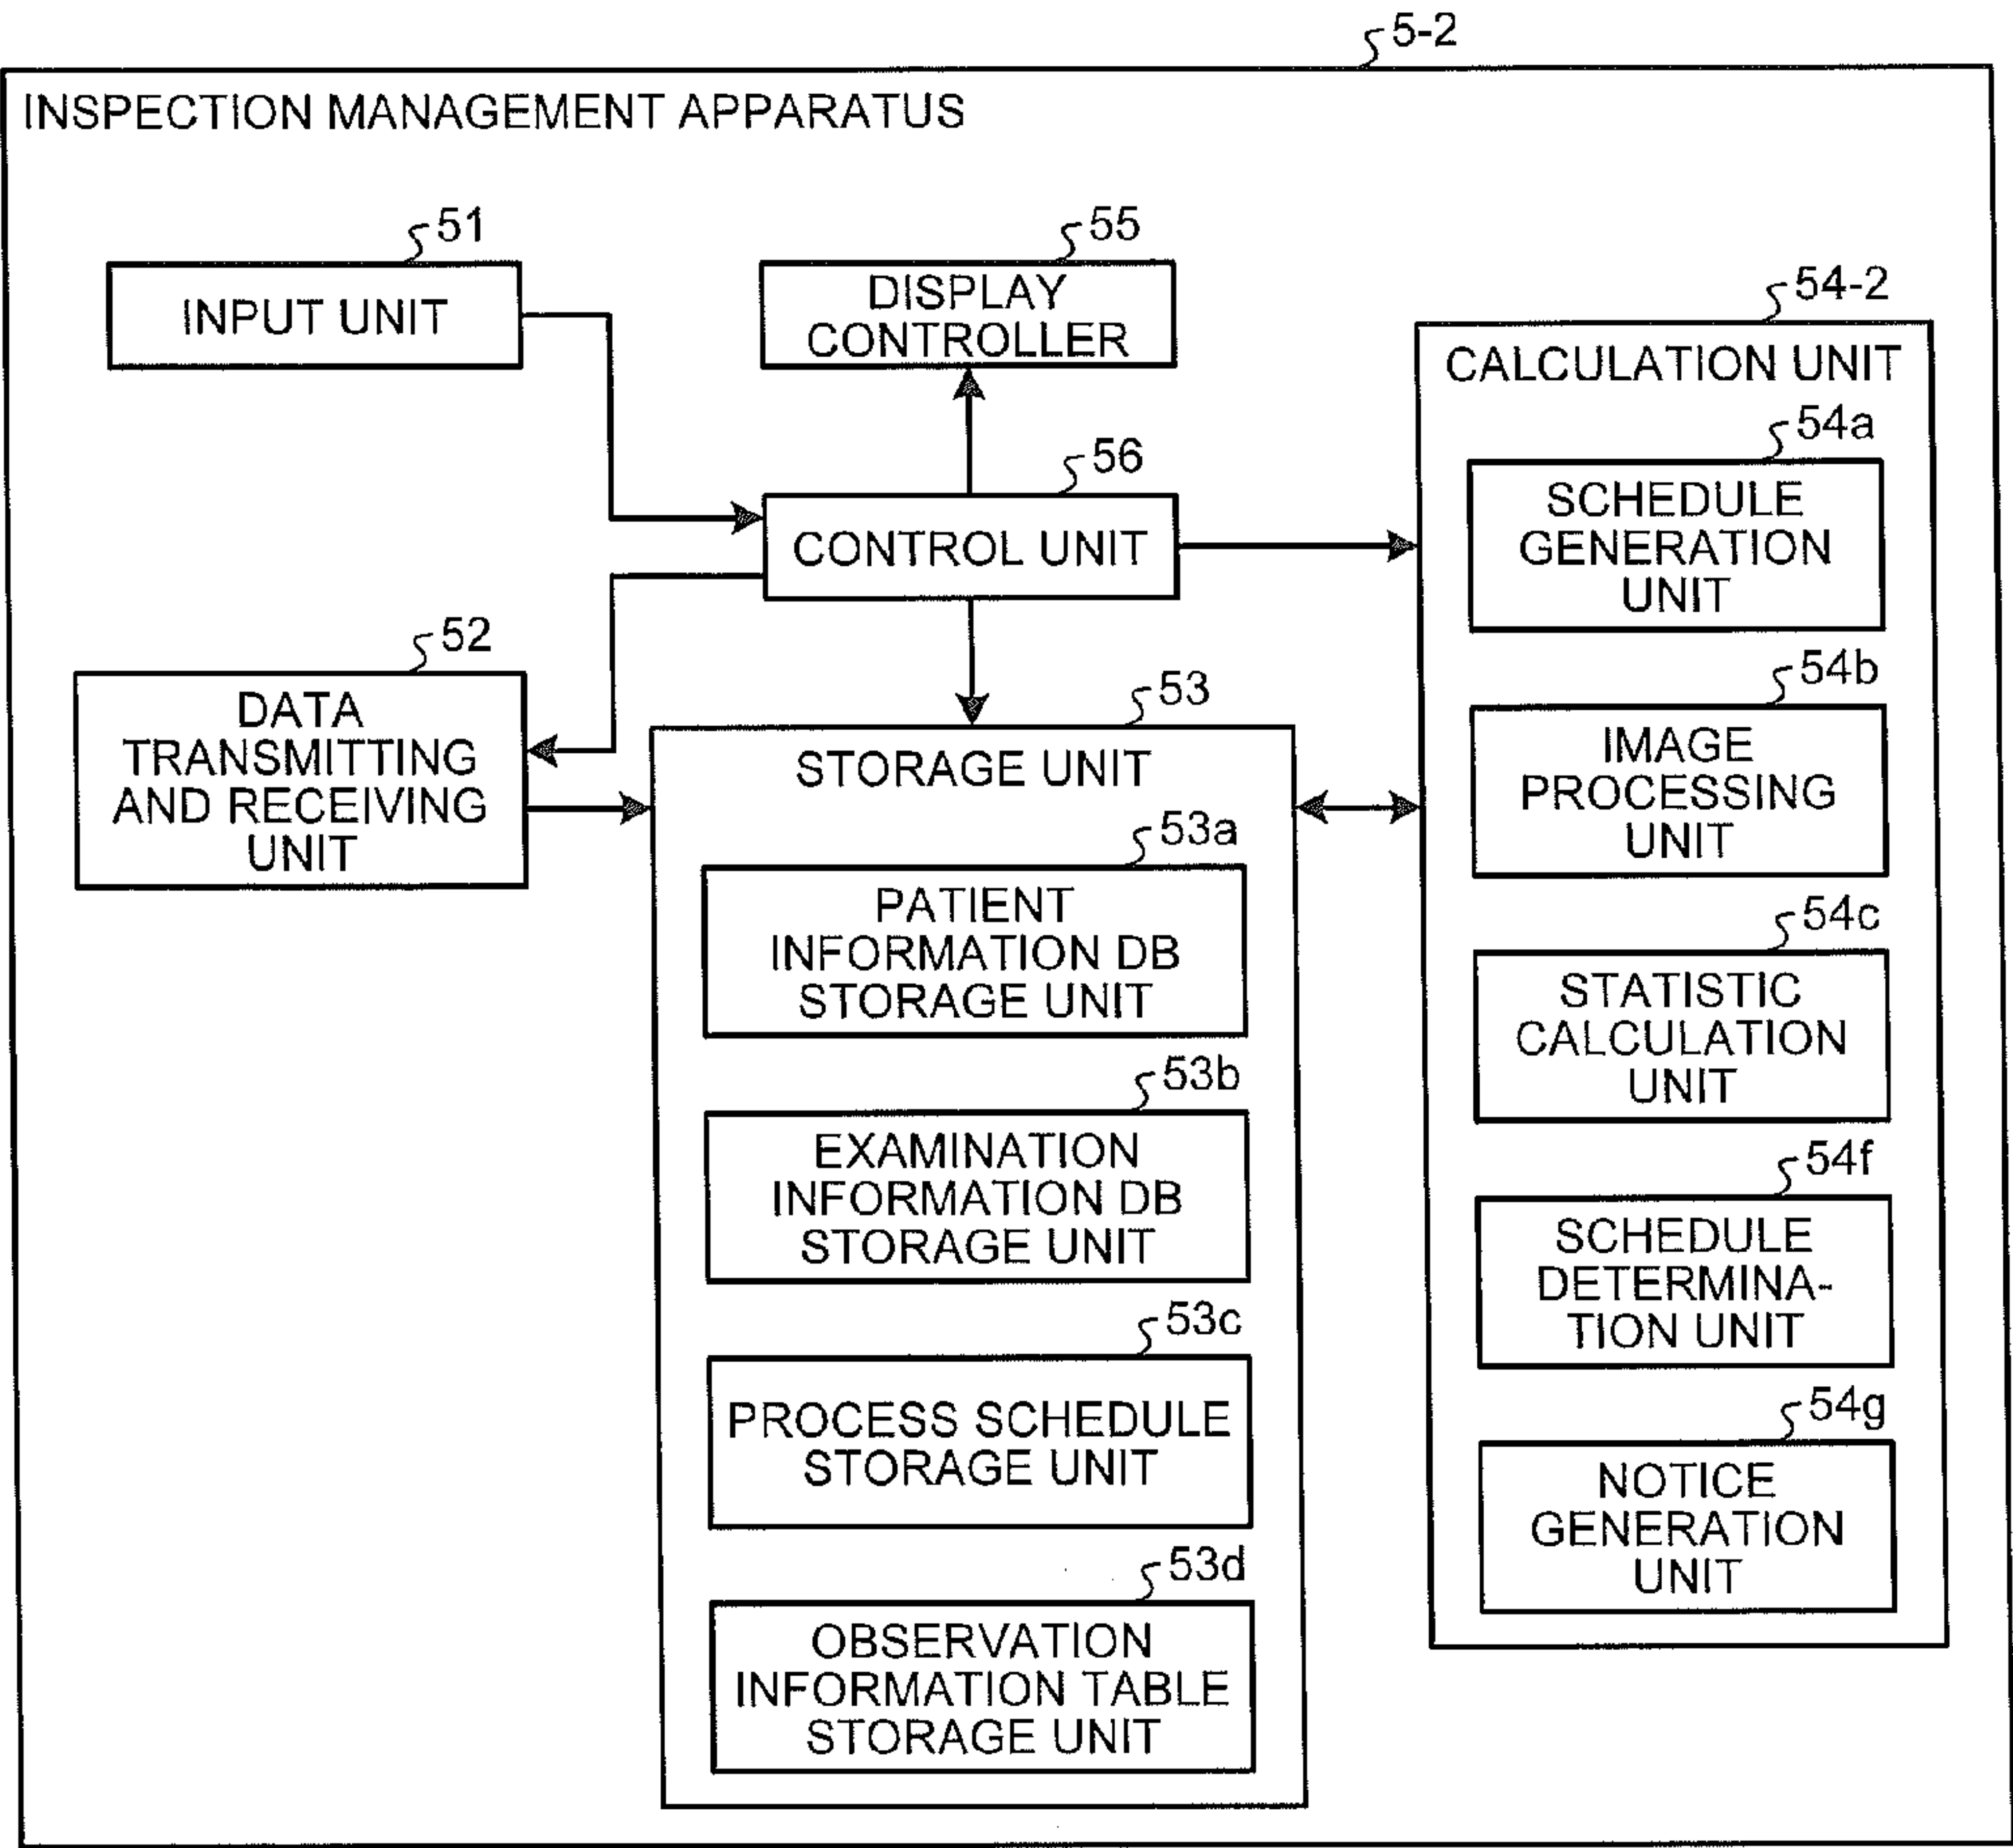 5-2
INSPECTION MANAGEMENT APPARATUS
51
INPUT UNIT
55
DISPLAY
CONTROLLER
56
CONTROL UNIT
52
DATA
TRANSMITTING
AND RECEIVING
UNIT
53
STORAGE UNIT
53a
PATIENT
INFORMATION DB
STORAGE UNIT
53b
EXAMINATION
INFORMATION DB
STORAGE UNIT
53c
PROCESS SCHEDULE
STORAGE UNIT
53d
OBSERVATION
INFORMATION TABLE
STORAGE UNIT
54-2
CALCULATION UNIT
54a
SCHEDULE
GENERATION
UNIT
54b
IMAGE
PROCESSING
UNIT
54c
STATISTIC
CALCULATION
UNIT
54f
SCHEDULE
DETERMINA-
TION UNIT
54g
NOTICE
GENERATION
UNIT